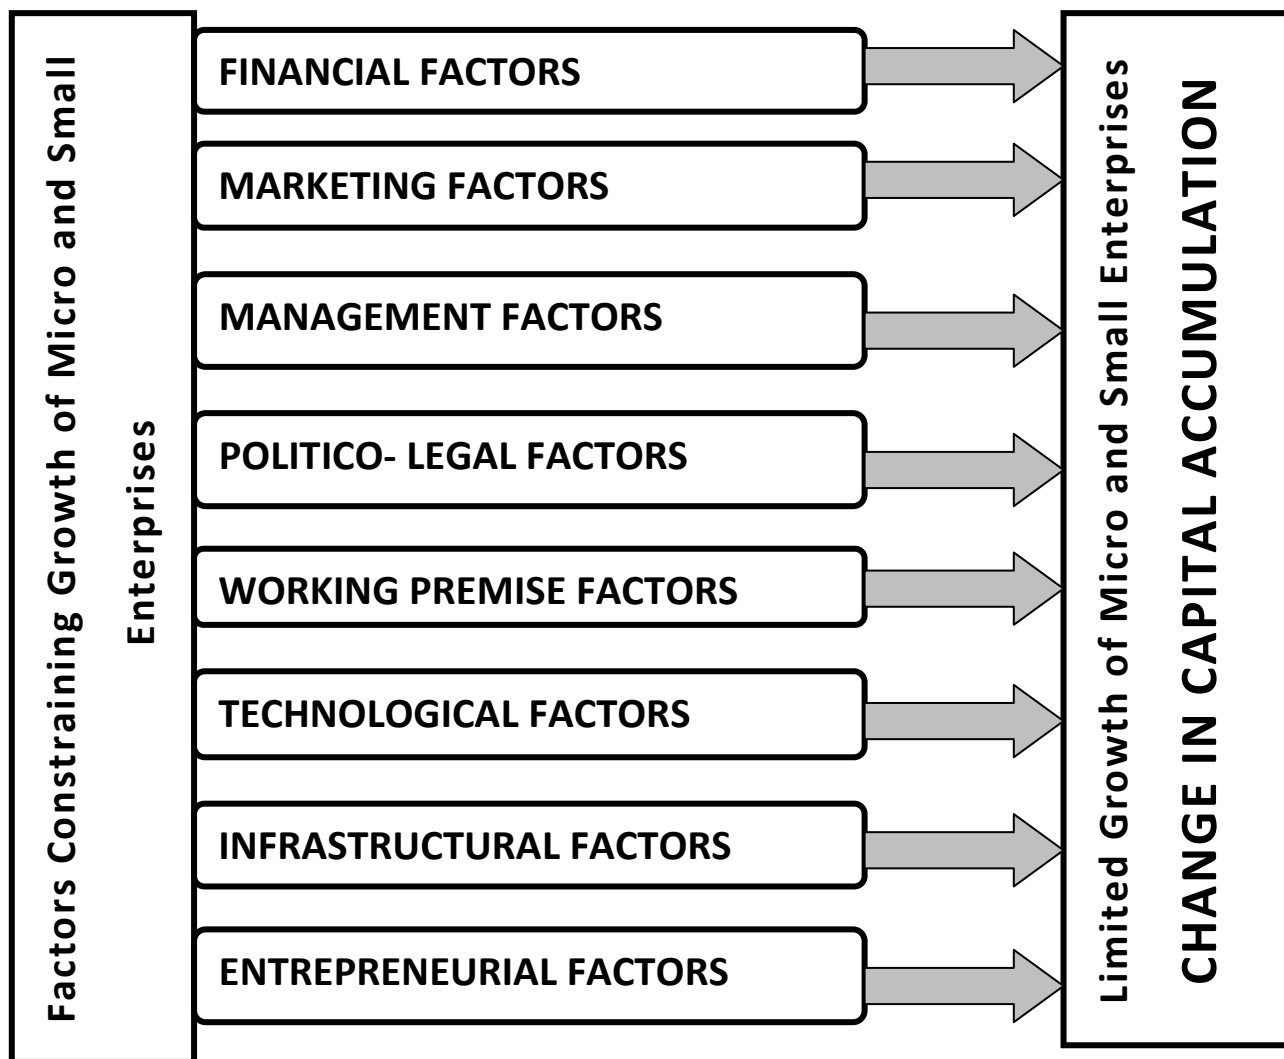 Factors Constraining Growth of Micro and Small
Enterprises
FINANCIAL FACTORS
MARKETING FACTORS
MANAGEMENT FACTORS
POLITICO- LEGAL FACTORS
WORKING PREMISE FACTORS
TECHNOLOGICAL FACTORS
INFRASTRUCTURAL FACTORS
ENTREPRENEURIAL FACTORS
Limited Growth of Micro and Small Enterprises
CHANGE IN CAPITAL ACCUMULATION